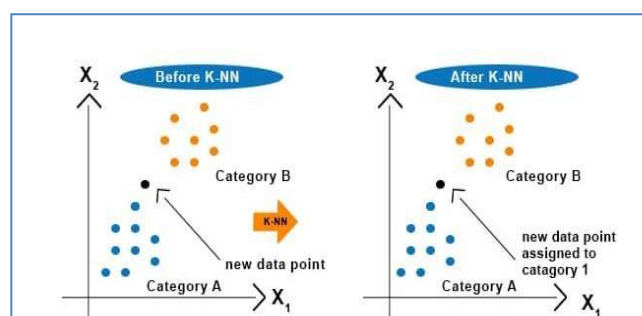 Before K-NN
X2
Category B
K-NN
new data point
Category A
X1
After K-NN
X2
Category B
new data point
assigned to
catagory 1
Category A
X1